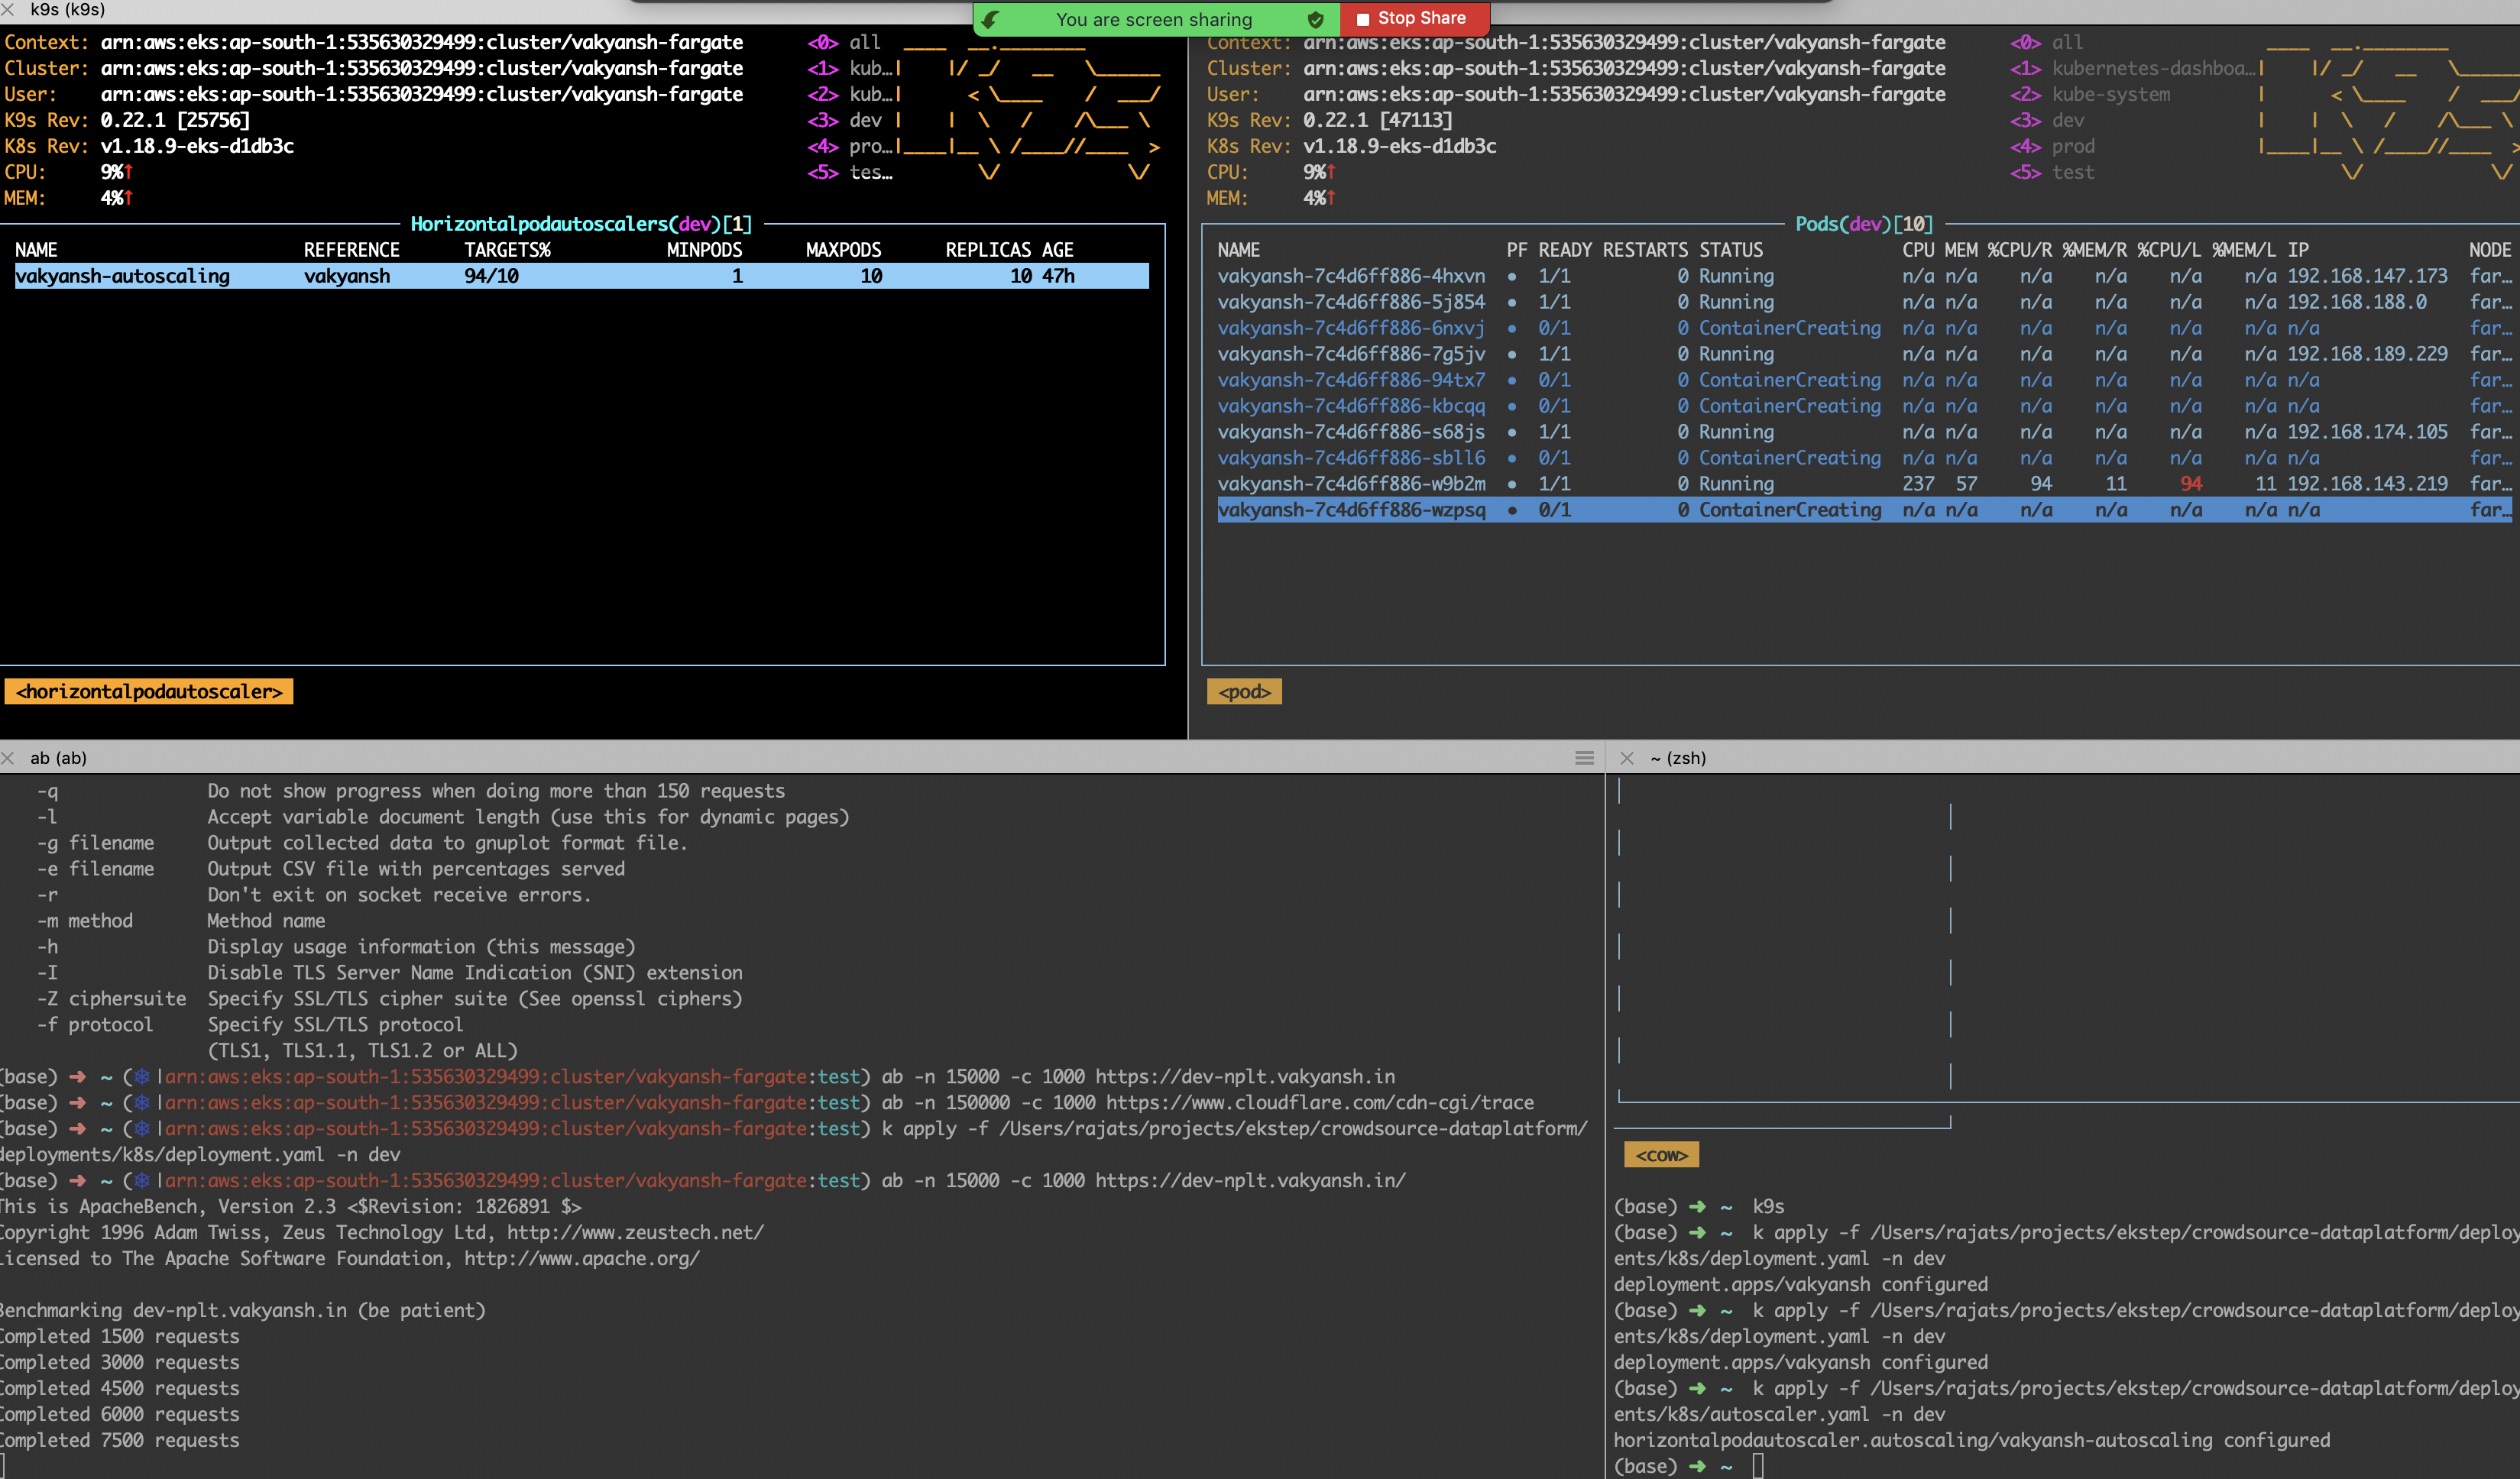 k9s (k9s)
You are screen sharing
Stop Share
Context: arn:aws:eks:ap-south-1:535630329499:cluster/vakyansh-fargate <0> all
Cluster: arn:aws:eks:ap-south-1:535630329499:cluster/vakyansh-fargate <1> kub…
User: arn:aws:eks:ap-south-1:535630329499:cluster/vakyansh-fargate <2> kub…
K9s Rev: 0.22.1 [25756] <3> dev
K8s Rev: v1.18.9-eks-d1db3c <4> pro…
CPU: 9%↑ <5> tes…
MEM: 4%↑
Horizontalpodautoscalers(dev)[1]
NAME REFERENCE TARGETS% MINPODS MAXPODS REPLICAS AGE
vakyansh-autoscaling vakyansh 94/10 1 10 10 47h
<horizontalpodautoscaler>
Context: arn:aws:eks:ap-south-1:535630329499:cluster/vakyansh-fargate <0> all
Cluster: arn:aws:eks:ap-south-1:535630329499:cluster/vakyansh-fargate <1> kubernetes-dashboa…
User: arn:aws:eks:ap-south-1:535630329499:cluster/vakyansh-fargate <2> kube-system
K9s Rev: 0.22.1 [47113] <3> dev
K8s Rev: v1.18.9-eks-d1db3c <4> prod
CPU: 9%↑ <5> test
MEM: 4%↑
Pods(dev)[10]
NAME PF READY RESTARTS STATUS CPU MEM %CPU/R %MEM/R %CPU/L %MEM/L IP NODE
vakyansh-7c4d6ff886-4hxvn ● 1/1 0 Running n/a n/a n/a n/a n/a n/a 192.168.147.173 far…
vakyansh-7c4d6ff886-5j854 ● 1/1 0 Running n/a n/a n/a n/a n/a n/a 192.168.188.0 far…
vakyansh-7c4d6ff886-6nxvj ● 0/1 0 ContainerCreating n/a n/a n/a n/a n/a n/a n/a far…
vakyansh-7c4d6ff886-7g5jv ● 1/1 0 Running n/a n/a n/a n/a n/a n/a 192.168.189.229 far…
vakyansh-7c4d6ff886-94tx7 ● 0/1 0 ContainerCreating n/a n/a n/a n/a n/a n/a n/a far…
vakyansh-7c4d6ff886-kbcqq ● 0/1 0 ContainerCreating n/a n/a n/a n/a n/a n/a n/a far…
vakyansh-7c4d6ff886-s68js ● 1/1 0 Running n/a n/a n/a n/a n/a n/a 192.168.174.105 far…
vakyansh-7c4d6ff886-sbll6 ● 0/1 0 ContainerCreating n/a n/a n/a n/a n/a n/a n/a far…
vakyansh-7c4d6ff886-w9b2m ● 1/1 0 Running 237 57 94 11 94 11 192.168.143.219 far…
vakyansh-7c4d6ff886-wzpsq ● 0/1 0 ContainerCreating n/a n/a n/a n/a n/a n/a n/a far…
<pod>
ab (ab)
-q Do not show progress when doing more than 150 requests
-l Accept variable document length (use this for dynamic pages)
-g filename Output collected data to gnuplot format file.
-e filename Output CSV file with percentages served
-r Don't exit on socket receive errors.
-m method Method name
-h Display usage information (this message)
-I Disable TLS Server Name Indication (SNI) extension
-Z ciphersuite Specify SSL/TLS cipher suite (See openssl ciphers)
-f protocol Specify SSL/TLS protocol
(TLS1, TLS1.1, TLS1.2 or ALL)
(base) ➜ ~ (⎈ |arn:aws:eks:ap-south-1:535630329499:cluster/vakyansh-fargate:test) ab -n 15000 -c 1000 https://dev-nplt.vakyansh.in
(base) ➜ ~ (⎈ |arn:aws:eks:ap-south-1:535630329499:cluster/vakyansh-fargate:test) ab -n 150000 -c 1000 https://www.cloudflare.com/cdn-cgi/trace
(base) ➜ ~ (⎈ |arn:aws:eks:ap-south-1:535630329499:cluster/vakyansh-fargate:test) k apply -f /Users/rajats/projects/ekstep/crowdsource-dataplatform/
deployments/k8s/deployment.yaml -n dev
(base) ➜ ~ (⎈ |arn:aws:eks:ap-south-1:535630329499:cluster/vakyansh-fargate:test) ab -n 15000 -c 1000 https://dev-nplt.vakyansh.in/
This is ApacheBench, Version 2.3 <$Revision: 1826891 $>
Copyright 1996 Adam Twiss, Zeus Technology Ltd, http://www.zeustech.net/
Licensed to The Apache Software Foundation, http://www.apache.org/
Benchmarking dev-nplt.vakyansh.in (be patient)
Completed 1500 requests
Completed 3000 requests
Completed 4500 requests
Completed 6000 requests
Completed 7500 requests
~ (zsh)
<cow>
(base) ➜ ~ k9s
(base) ➜ ~ k apply -f /Users/rajats/projects/ekstep/crowdsource-dataplatform/deploy
ents/k8s/deployment.yaml -n dev
deployment.apps/vakyansh configured
(base) ➜ ~ k apply -f /Users/rajats/projects/ekstep/crowdsource-dataplatform/deploy
ents/k8s/deployment.yaml -n dev
deployment.apps/vakyansh configured
(base) ➜ ~ k apply -f /Users/rajats/projects/ekstep/crowdsource-dataplatform/deploy
ents/k8s/autoscaler.yaml -n dev
horizontalpodautoscaler.autoscaling/vakyansh-autoscaling configured
(base) ➜ ~